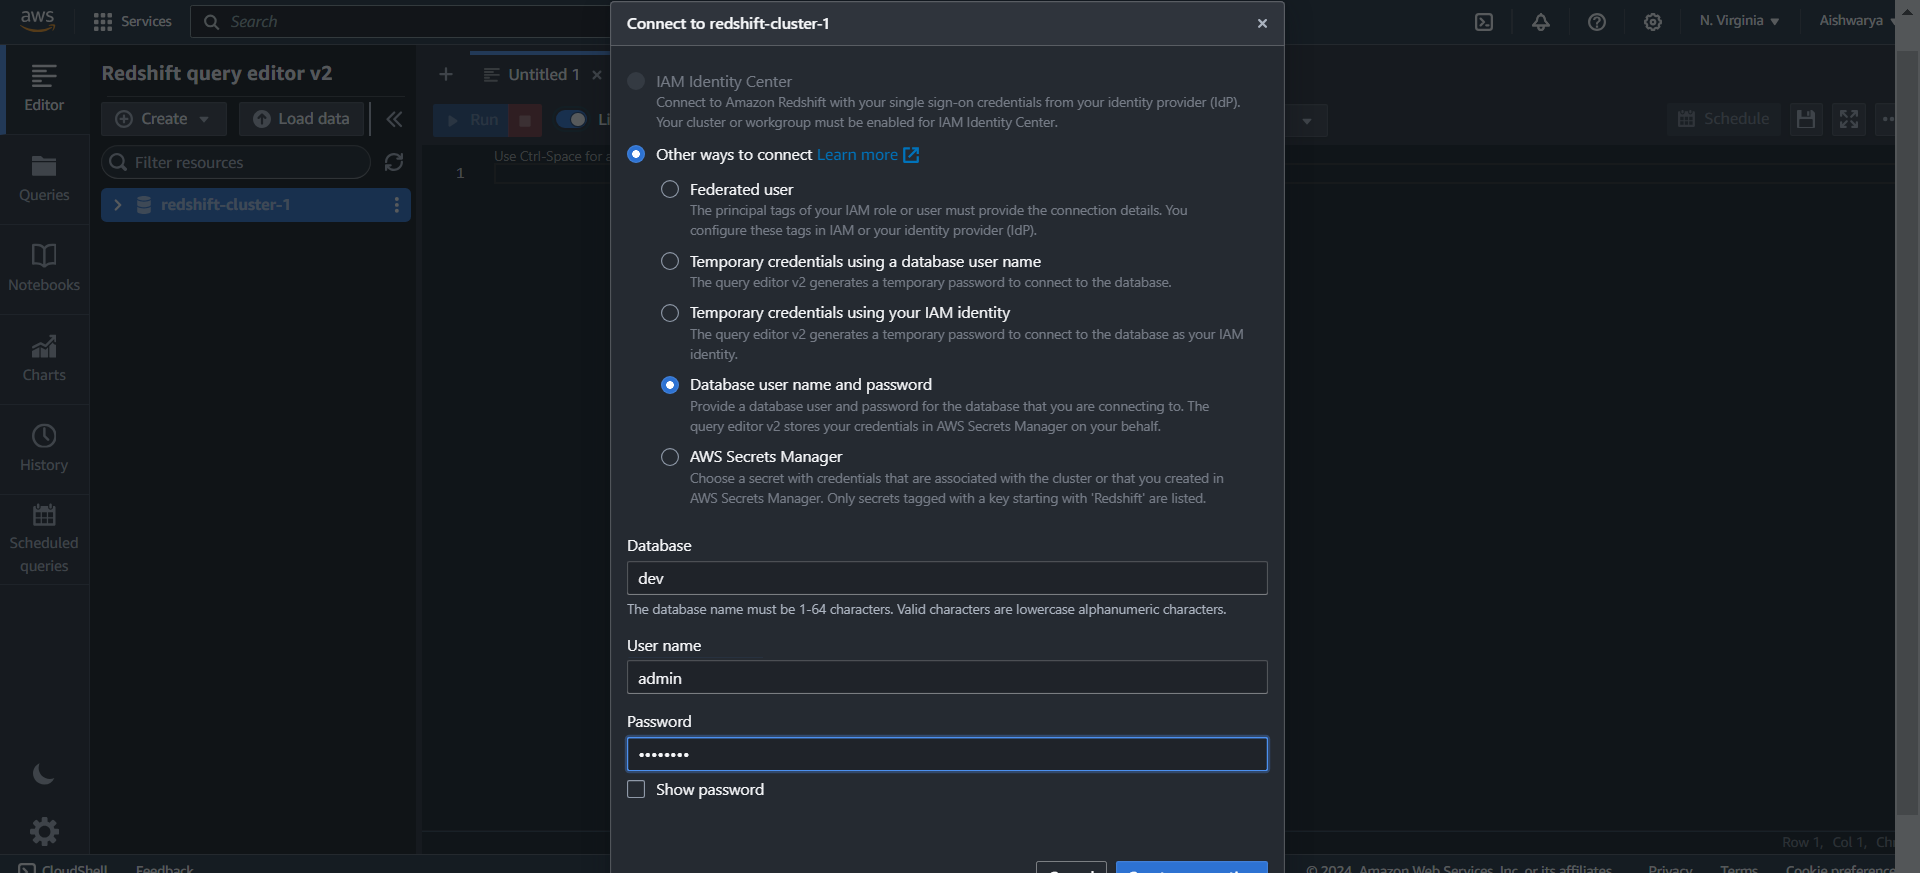 aws
Services
Search
N. Virginia
Aishwarya
Editor
Queries
Notebooks
Charts
History
Scheduled
queries
Redshift query editor v2
Create
Load data
Filter resources
redshift-cluster-1
Untitled 1
Run
Schedule
1
Use Ctrl-Space for
Connect to redshift-cluster-1
IAM Identity Center
Connect to Amazon Redshift with your single sign-on credentials from your identity provider (IdP).
Your cluster or workgroup must be enabled for IAM Identity Center.
Other ways to connect Learn more
Federated user
The principal tags of your IAM role or user must provide the connection details. You
configure these tags in IAM or your identity provider (IdP).
Temporary credentials using a database user name
The query editor v2 generates a temporary password to connect to the database.
Temporary credentials using your IAM identity
The query editor v2 generates a temporary password to connect to the database as your IAM
identity.
Database user name and password
Provide a database user and password for the database that you are connecting to. The
query editor v2 stores your credentials in AWS Secrets Manager on your behalf.
AWS Secrets Manager
Choose a secret with credentials that are associated with the cluster or that you created in
AWS Secrets Manager. Only secrets tagged with a key starting with 'Redshift' are listed.
Database
dev
The database name must be 1-64 characters. Valid characters are lowercase alphanumeric characters.
User name
admin
Password
••••••••
Show password
Row 1, Col 1,
CloudShell
Feedback
© 2024, Amazon Web Services, Inc. or its affiliates.
Privacy
Terms
Cookie preference